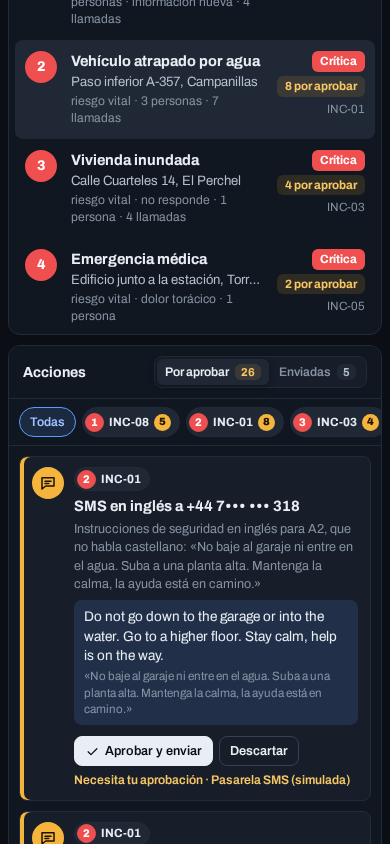 personas · información nueva · 4
llamadas
2
Vehículo atrapado por agua
Crítica
Paso inferior A-357, Campanillas
8 por aprobar
riesgo vital · 3 personas · 7
llamadas
INC-01
3
Vivienda inundada
Crítica
Calle Cuarteles 14, El Perchel
4 por aprobar
riesgo vital · no responde · 1
persona · 4 llamadas
INC-03
4
Emergencia médica
Crítica
Edificio junto a la estación, Torr...
2 por aprobar
riesgo vital · dolor torácico · 1
persona
INC-05
Acciones
Por aprobar 26
Enviadas 5
Todas
1 INC-08 5
2 INC-01 8
3 INC-03 4
2 INC-01
SMS en inglés a +44 7••• ••• 318
Instrucciones de seguridad en inglés para A2, que
no habla castellano: «No baje al garaje ni entre en
el agua. Suba a una planta alta. Mantenga la
calma, la ayuda está en camino.»
Do not go down to the garage or into the
water. Go to a higher floor. Stay calm, help
is on the way.
«No baje al garaje ni entre en el agua. Suba a una
planta alta. Mantenga la calma, la ayuda está en
camino.»
Aprobar y enviar
Descartar
Necesita tu aprobación · Pasarela SMS (simulada)
2 INC-01